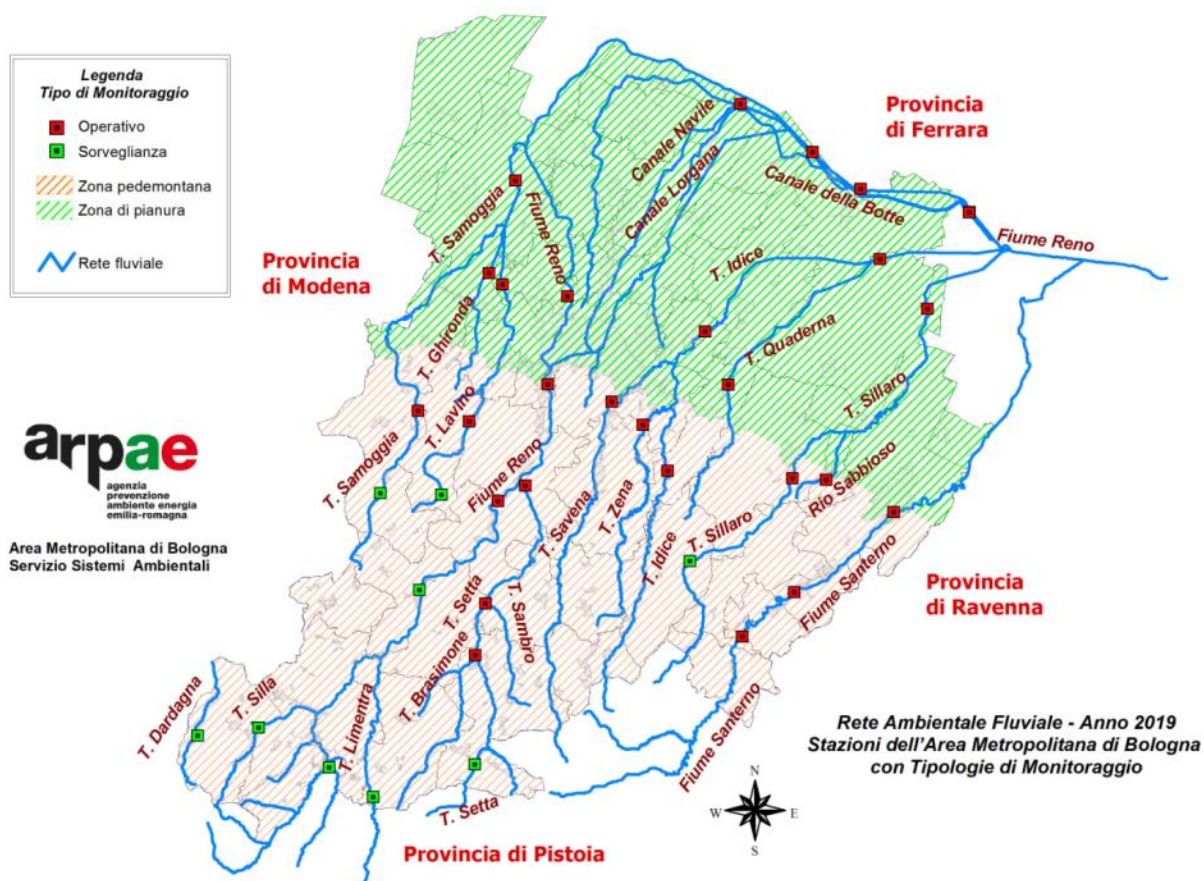 Legenda
Tipo di Monitoraggio
Operativo
Sorveglianza
Zona pedemontana
Zona di pianura
Rete fluviale
Provincia
di Ferrara
Provincia
di Modena
Canale Navile
Canale Lorgana
Canale della Botte
T. Samoggia
Fiume Reno
Fiume Reno
T. Idice
T. Ghironda
T. Quaderna
T. Lavino
T. Sillaro
T. Samoggia
Fiume Reno
Rio Sabbioso
T. Savena
T. Zena
T. Sillaro
T. Idice
Fiume Santerno
T. Setta
T. Sambro
T. Brasimone
T. Dardagna
T. Silla
T. Limentra
Fiume Santerno
T. Setta
arpae
agenzia
prevenzione
ambiente energia
emilia-romagna
Area Metropolitana di Bologna
Servizio Sistemi Ambientali
Provincia
di Ravenna
Rete Ambientale Fluviale - Anno 2019
Stazioni dell'Area Metropolitana di Bologna
con Tipologie di Monitoraggio
N
W
E
S
Provincia di Pistoia